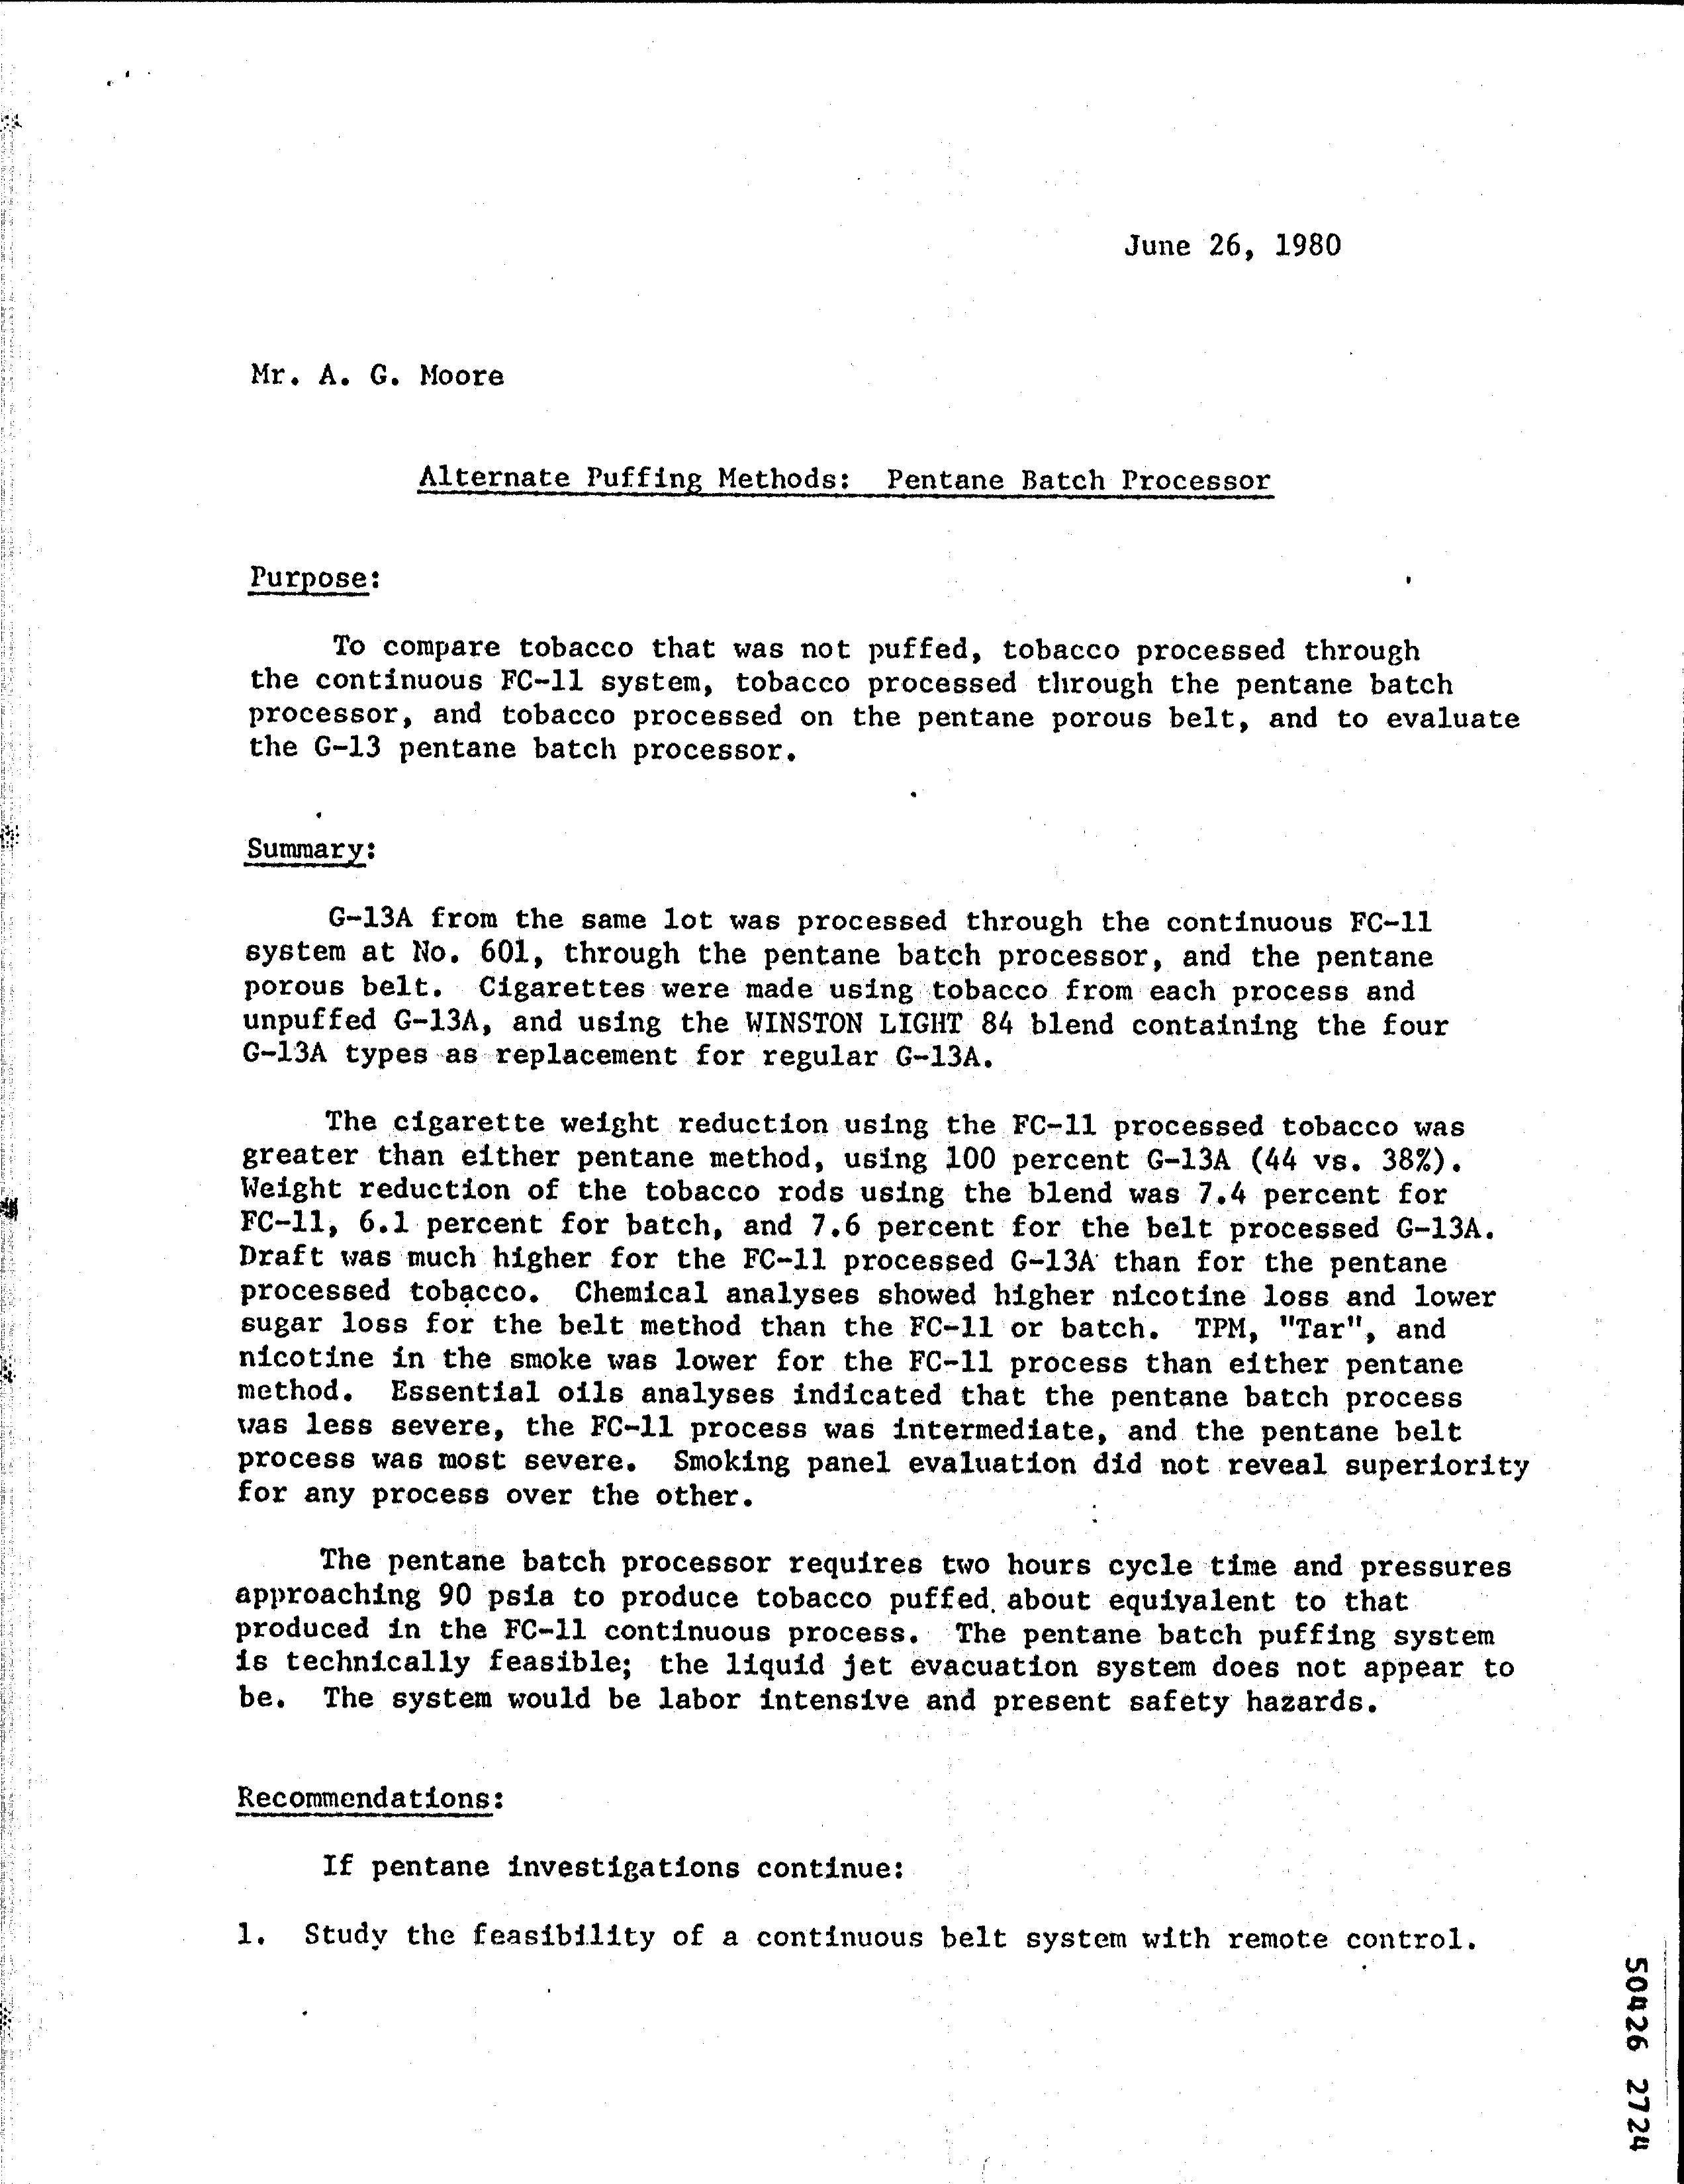 June 26, 1980
Mr. A. G. Moore
Alternate Puffing Methods: Pentane Batch Processor
Purpose:
To compare tobacco that was not puffed, tobacco processed through
the continuous FC-11 system, tobacco processed through the pentane batch
processor, and tobacco processed on the pentane porous belt, and to evaluate
the G-13 pentane batch processor.
Summary:
G-13A from the same lot was processed through the continuous FC-11
system at No. 601, through the pentane batch processor, and the pentane
porous belt. Cigarettes were made using tobacco from each process and
unpuffed G-13A, and using the WINSTON LIGHT 84 blend containing the four
G-13A types as replacement for regular G-13A.
The cigarette weight reduction using the FC-11 processed tobacco was
greater than either pentane method, using 100 percent G-13A (44 vs. 38%).
Weight reduction of the tobacco rods using the blend was 7.4 percent for
FC-11, 6.1 percent for batch, and 7.6 percent for the belt processed G-13A.
Draft was much higher for the FC-11 processed G-13A than for the pentane
processed tobacco. Chemical analyses showed higher nicotine loss and lower
sugar loss for the belt method than the FC-11 or batch. TPM, "Tar", and
nicotine in the smoke was lower for the FC-11 process than either pentane
method. Essential oils analyses indicated that the pentane batch process
was less severe, the FC-11 process was intermediate, and the pentane belt
process was most severe. Smoking panel evaluation did not reveal superiority
for any process over the other.
The pentane batch processor requires two hours cycle time and pressures
approaching 90 psia to produce tobacco puffed about equivalent to that
produced in the FC-11 continuous process. The pentane batch puffing system
is technically feasible; the liquid jet evacuation system does not appear to
be. The system would be labor intensive and present safety hazards.
Recommendations:
If pentane investigations continue:
1. Study the feasibility of a continuous belt system with remote control.
50426 2724